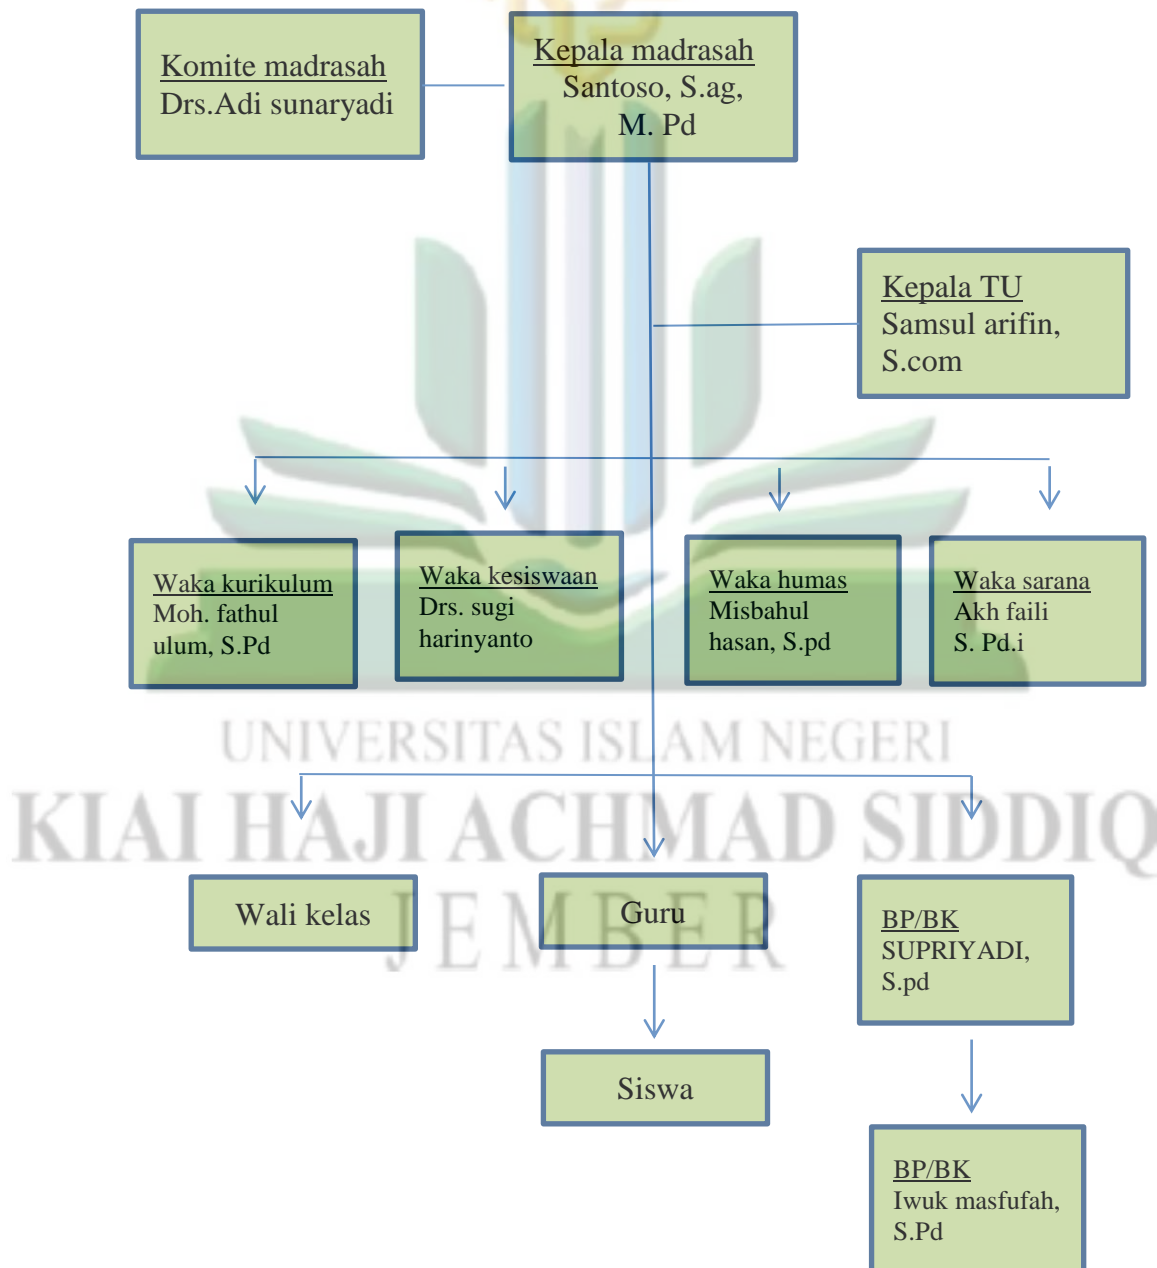 Komite madrasah
Drs.Adi sunaryadi
Kepala madrasah
Santoso, S.ag,
M. Pd
Kepala TU
Samsul arifin,
S.com
Waka kurikulum
Moh. fathul
ulum, S.Pd
Waka kesiswaan
Drs. sugi
harinyanto
Waka humas
Misbahul
hasan, S.pd
Waka sarana
Akh faili
S. Pd.i
UNIVERSITAS ISLAM NEGERI
KIAI HAJI ACHMAD SIDDIQ
JEMBER
Wali kelas
Guru
BP/BK
SUPRIYADI,
S.pd
Siswa
BP/BK
Iwuk masfufah,
S.Pd